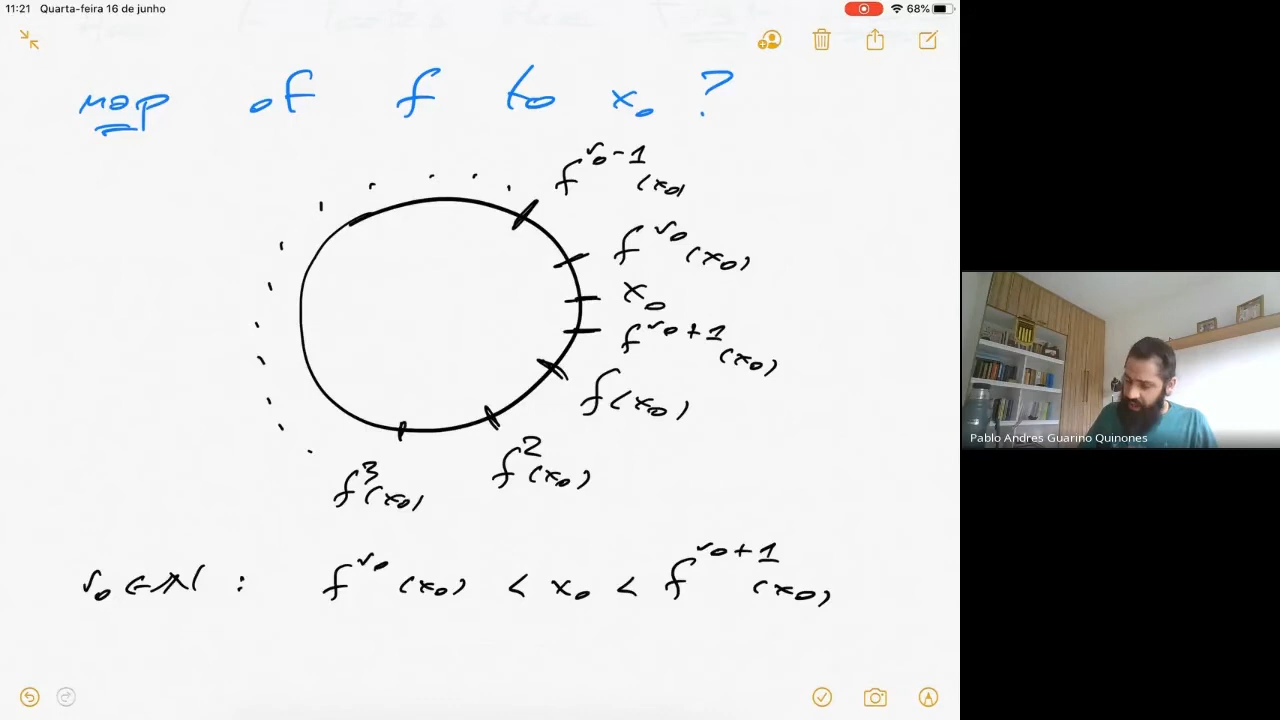 11:21 Quarta-feira 16 de junho
68%
map of f to x₀ ?
f^{r₀-1}(x₀)
f^{r₀}(x₀)
x₀
f^{r₀+1}(x₀)
f(x₀)
f²(x₀)
f³(x₀)
r₀ ∈ ℕ : f^{r₀}(x₀) < x₀ < f^{r₀+1}(x₀)
Pablo Andres Guarino Quinones